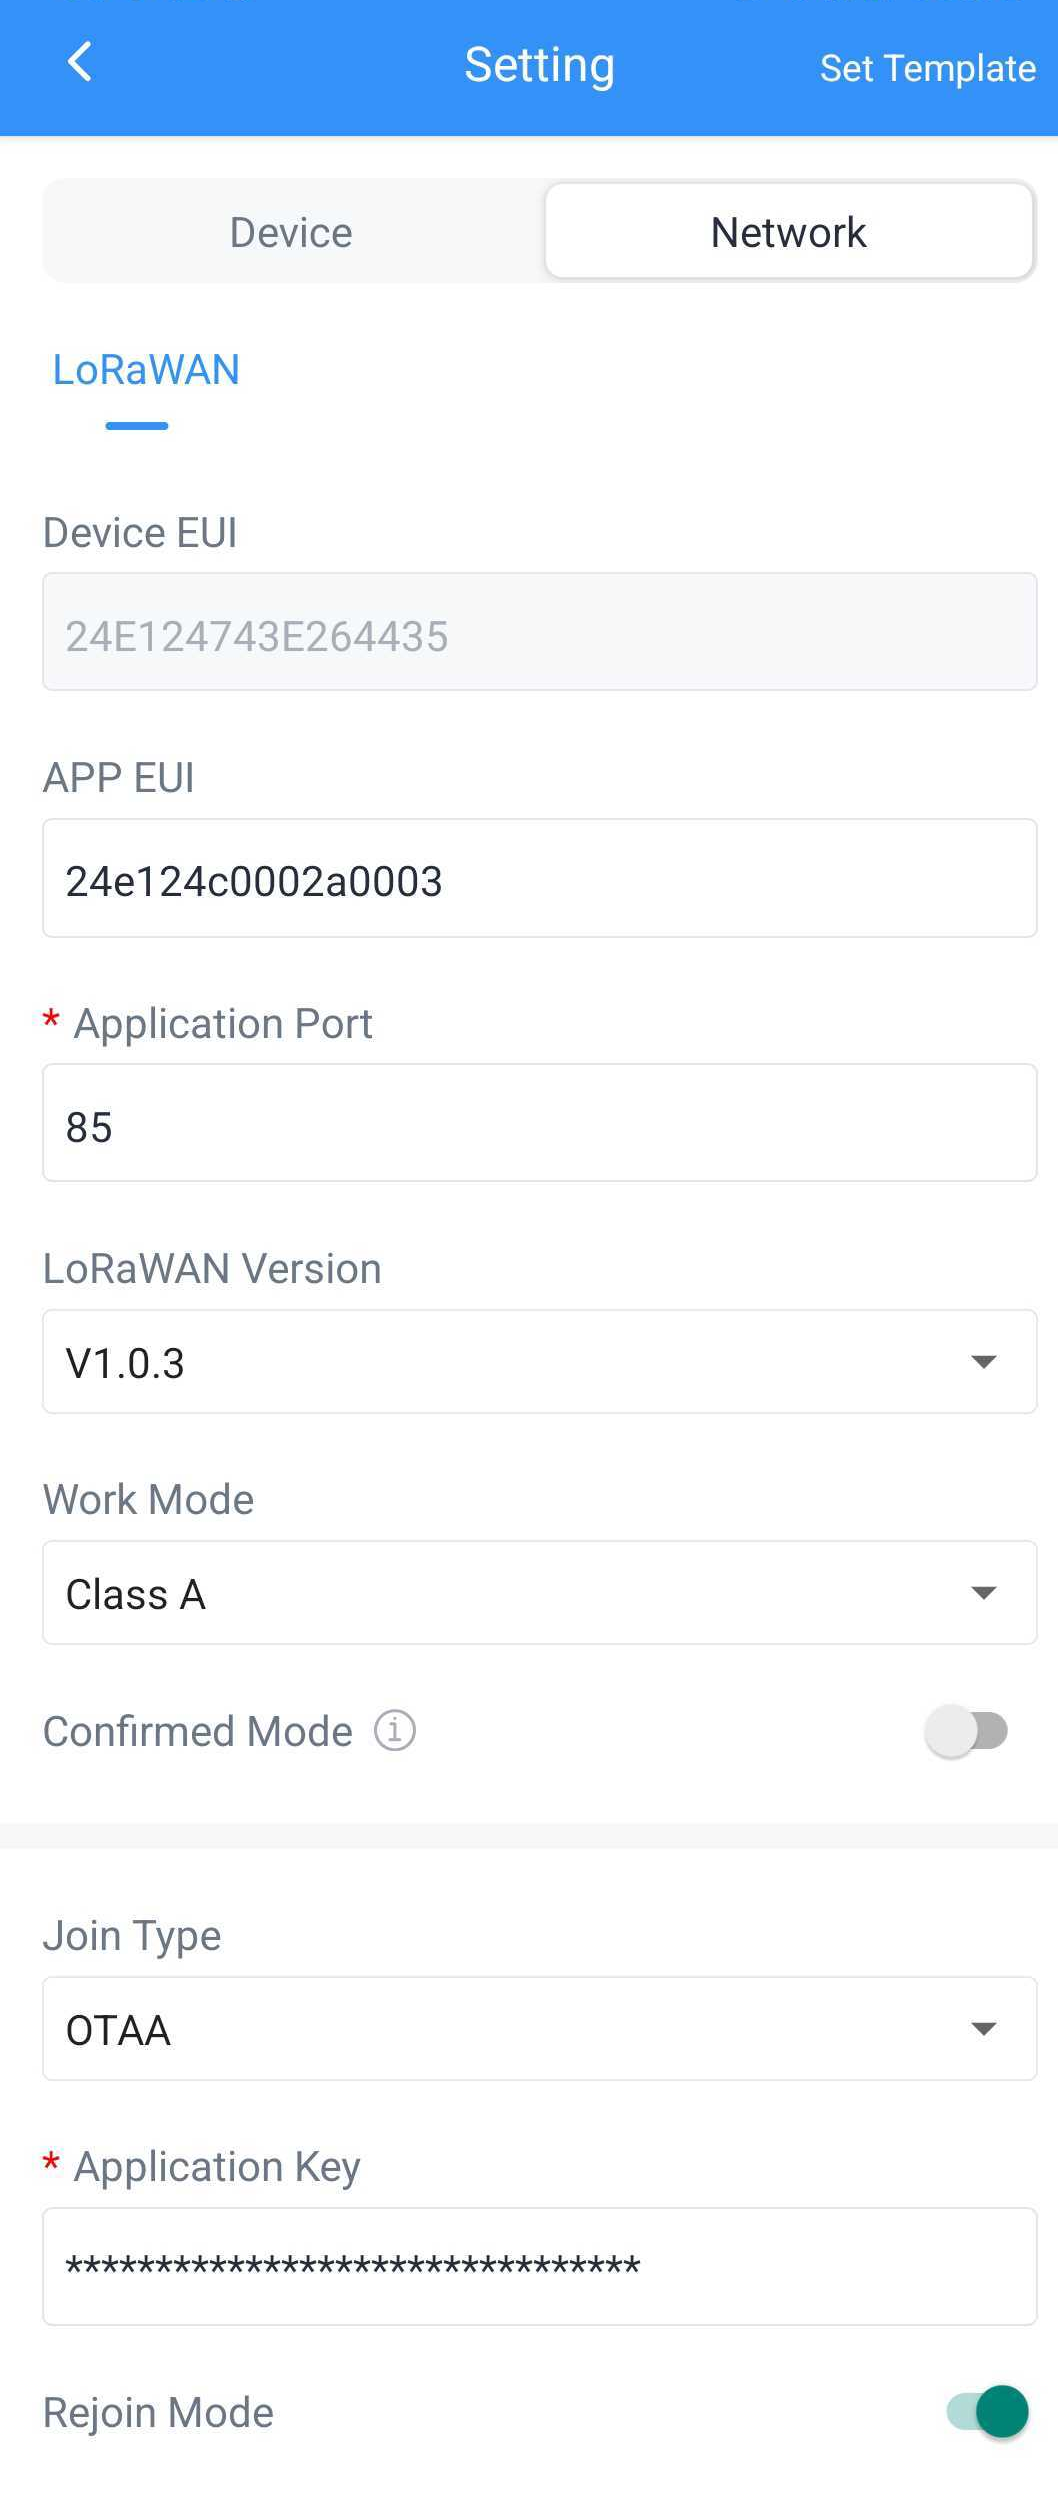 Setting
Set Template
Device
Network
LoRaWAN
Device EUI
24E124743E264435
APP EUI
24e124c0002a0003
* Application Port
85
LoRaWAN Version
V1.0.3
Work Mode
Class A
Confirmed Mode
Join Type
OTAA
* Application Key
********************************
Rejoin Mode